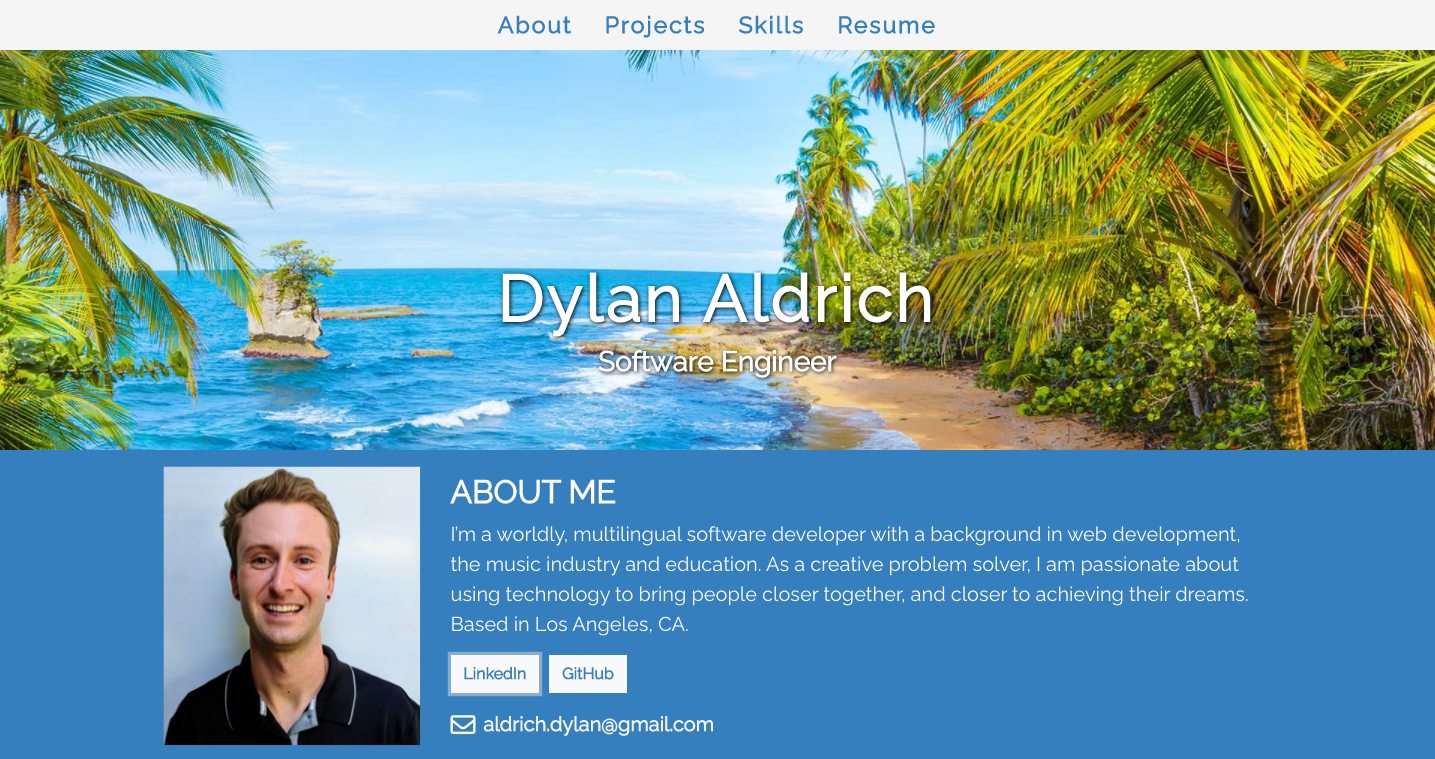 About Projects Skills Resume
Dylan Aldrich
Software Engineer
ABOUT ME
I'm a worldly, multilingual software developer with a background in web development,
the music industry and education. As a creative problem solver, I am passionate about
using technology to bring people closer together, and closer to achieving their dreams.
Based in Los Angeles, CA.
LinkedIn GitHub
aldrich.dylan@gmail.com